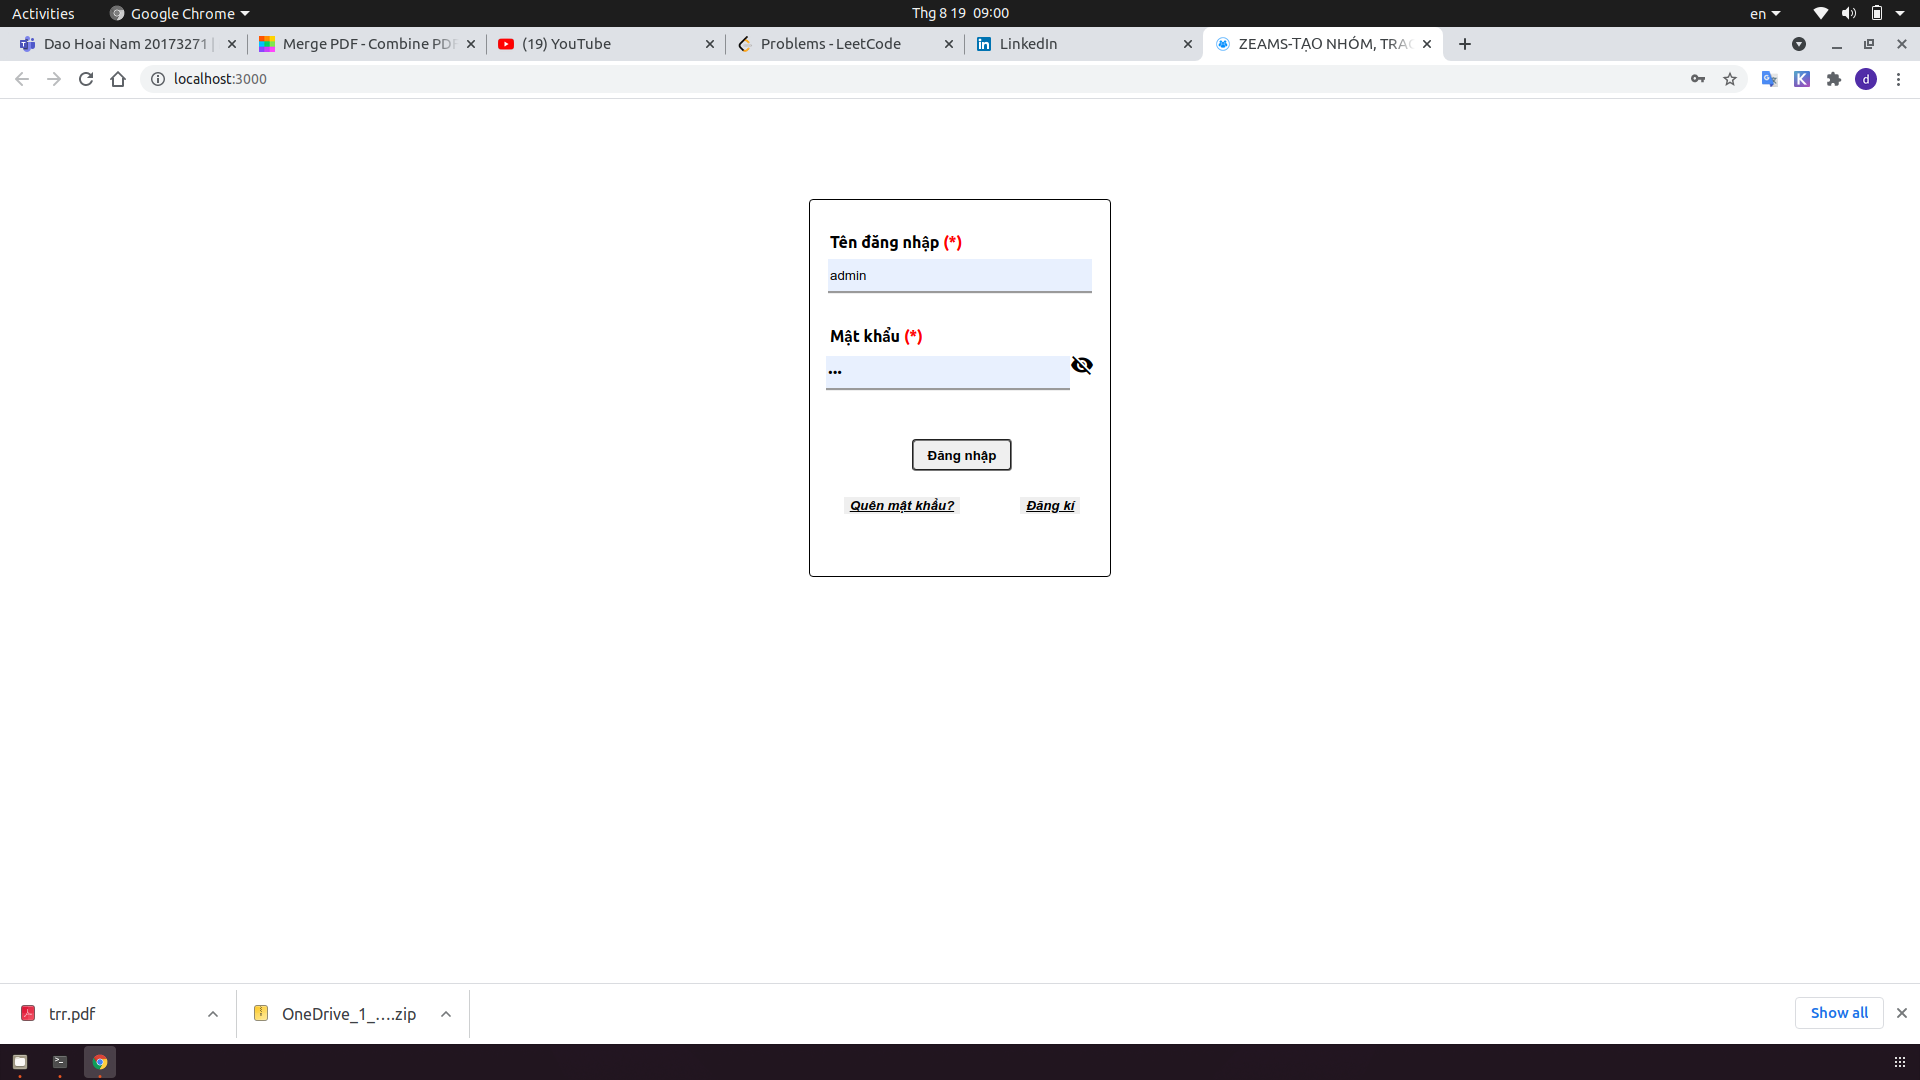 Activities Google Chrome Thg 8 19 09:00 en
Dao Hoai Nam 20173271 | Merge PDF - Combine PDF (19) YouTube Problems - LeetCode LinkedIn ZEAMS-TẠO NHÓM, TRAO
localhost:3000 d
Tên đăng nhập (*)
admin
Mật khẩu (*)
•••
Đăng nhập
Quên mật khẩu? Đăng kí
trr.pdf OneDrive_1_....zip Show all